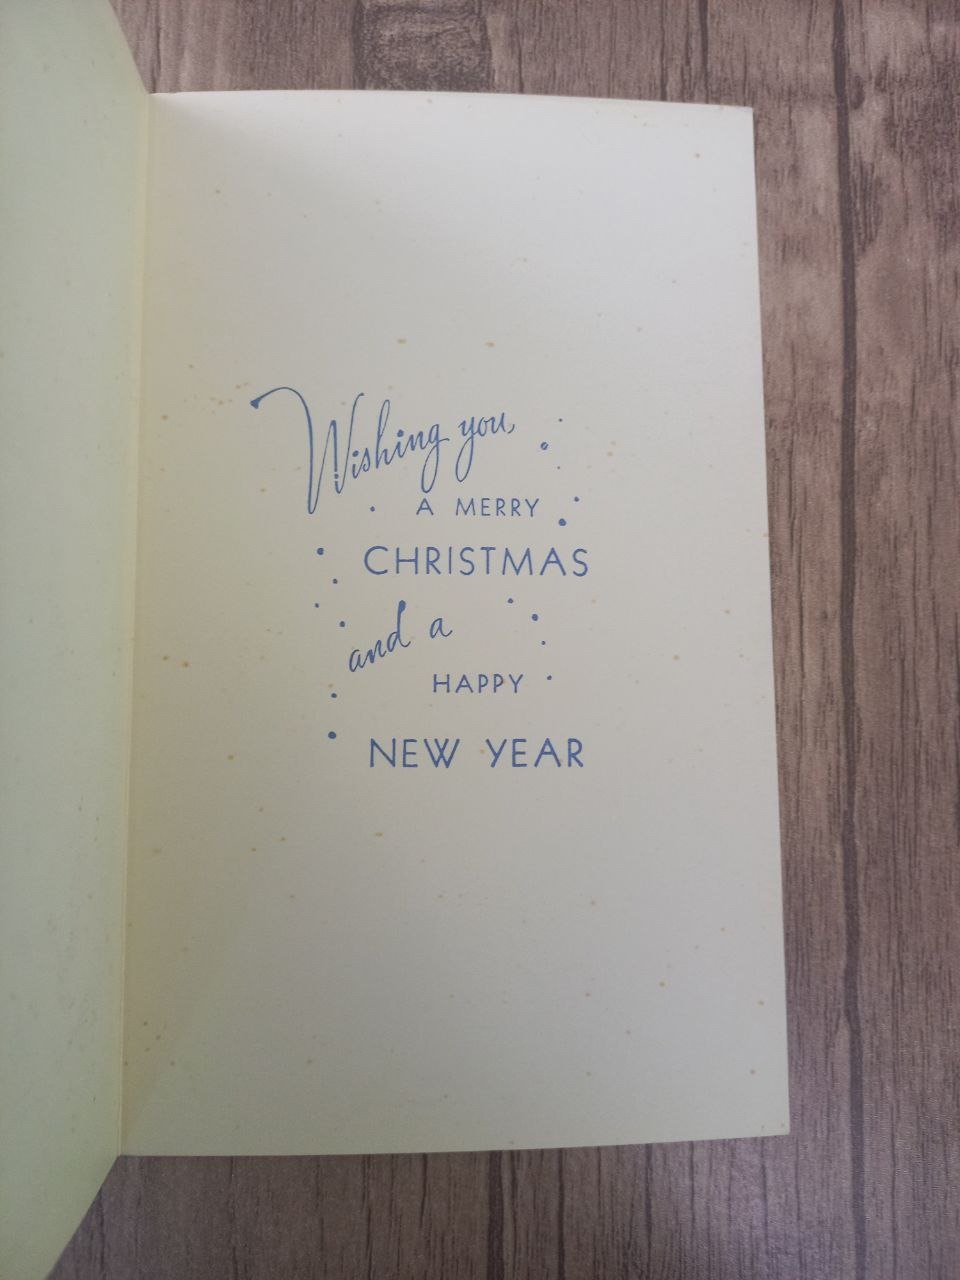 Wishing you,
A MERRY
CHRISTMAS
and a
HAPPY
NEW YEAR